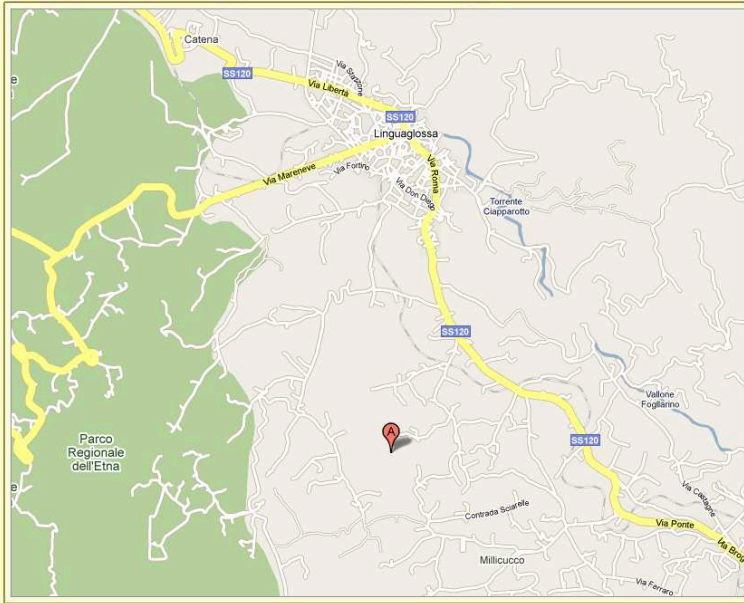 Catena
SS120
Via Stazione
Via Libertà
SS120
Linguaglossa
Via Mareneve
Via Fortino
Via Roma
Via Don Diego
Torrente
Ciapparotto
SS120
Vallone
Fogliarino
A
Parco
Regionale
dell'Etna
SS120
Via Castagne
Contrada Sciarelle
Via Ponte
Millicucco
Via Ferraro